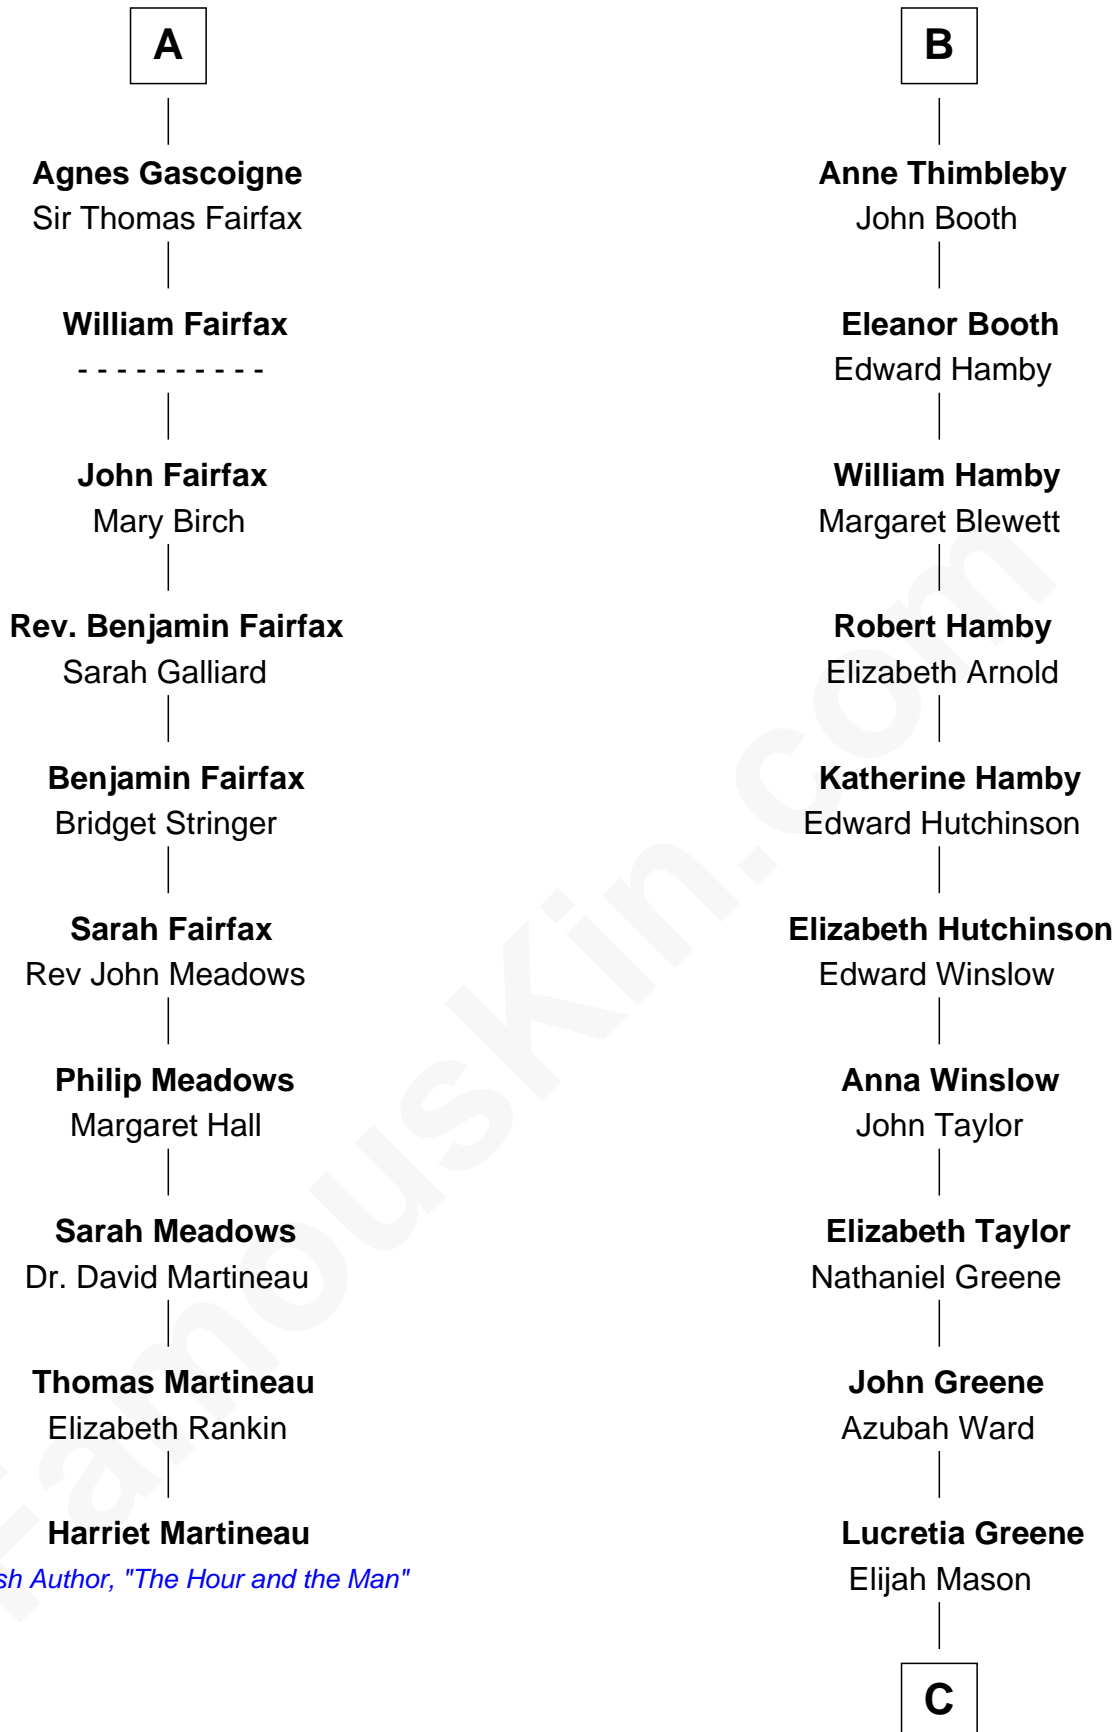 A
Agnes Gascoigne
Sir Thomas Fairfax
William Fairfax
- - - - - - - - - -
John Fairfax
Mary Birch
Rev. Benjamin Fairfax
Sarah Galliard
Benjamin Fairfax
Bridget Stringer
Sarah Fairfax
Rev John Meadows
Philip Meadows
Margaret Hall
Sarah Meadows
Dr. David Martineau
Thomas Martineau
Elizabeth Rankin
Harriet Martineau
sh Author, "The Hour and the Man"
B
Anne Thimbleby
John Booth
Eleanor Booth
Edward Hamby
William Hamby
Margaret Blewett
Robert Hamby
Elizabeth Arnold
Katherine Hamby
Edward Hutchinson
Elizabeth Hutchinson
Edward Winslow
Anna Winslow
John Taylor
Elizabeth Taylor
Nathaniel Greene
John Greene
Azubah Ward
Lucretia Greene
Elijah Mason
C
FamousKin.com